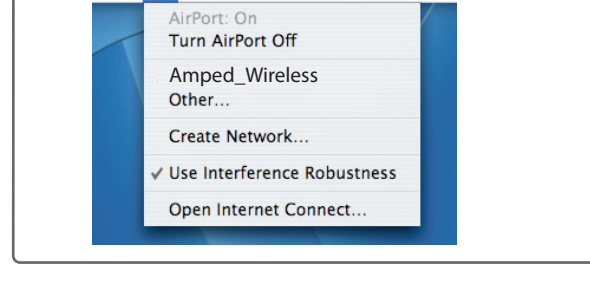 AirPort: On
Turn AirPort Off
Amped_Wireless
Other...
Create Network...
✓ Use Interference Robustness
Open Internet Connect...